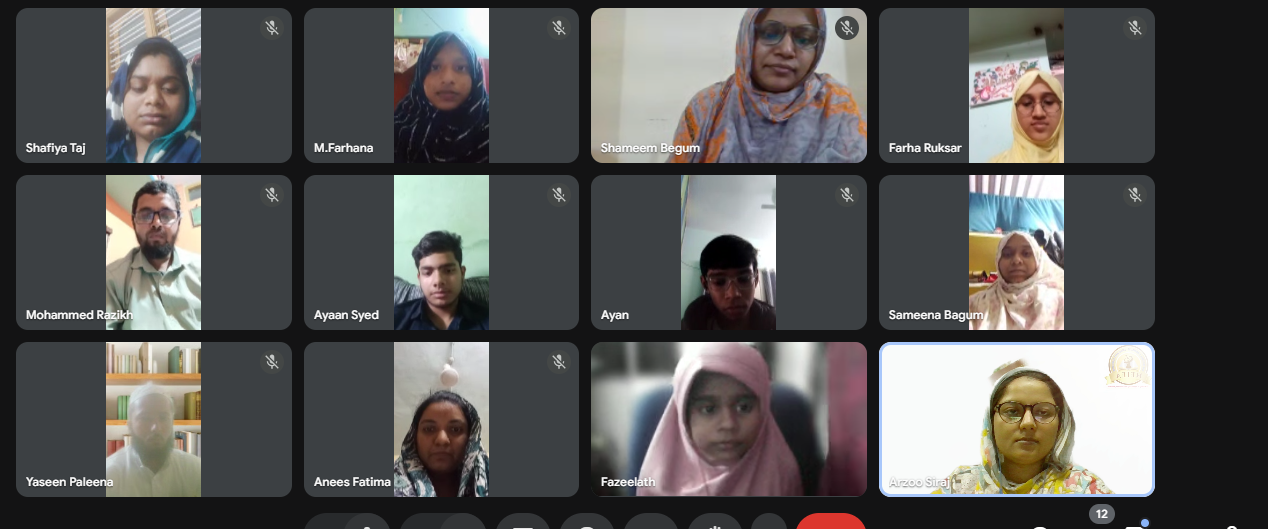 Shafiya Taj
M.Farhana
Shameem Begum
Farha Ruksar
Mohammed Razikh
Ayaan Syed
Ayan
Sameena Bagum
Yaseen Paleena
Anees Fatima
Fazeelath
Arzoo Siraj
12